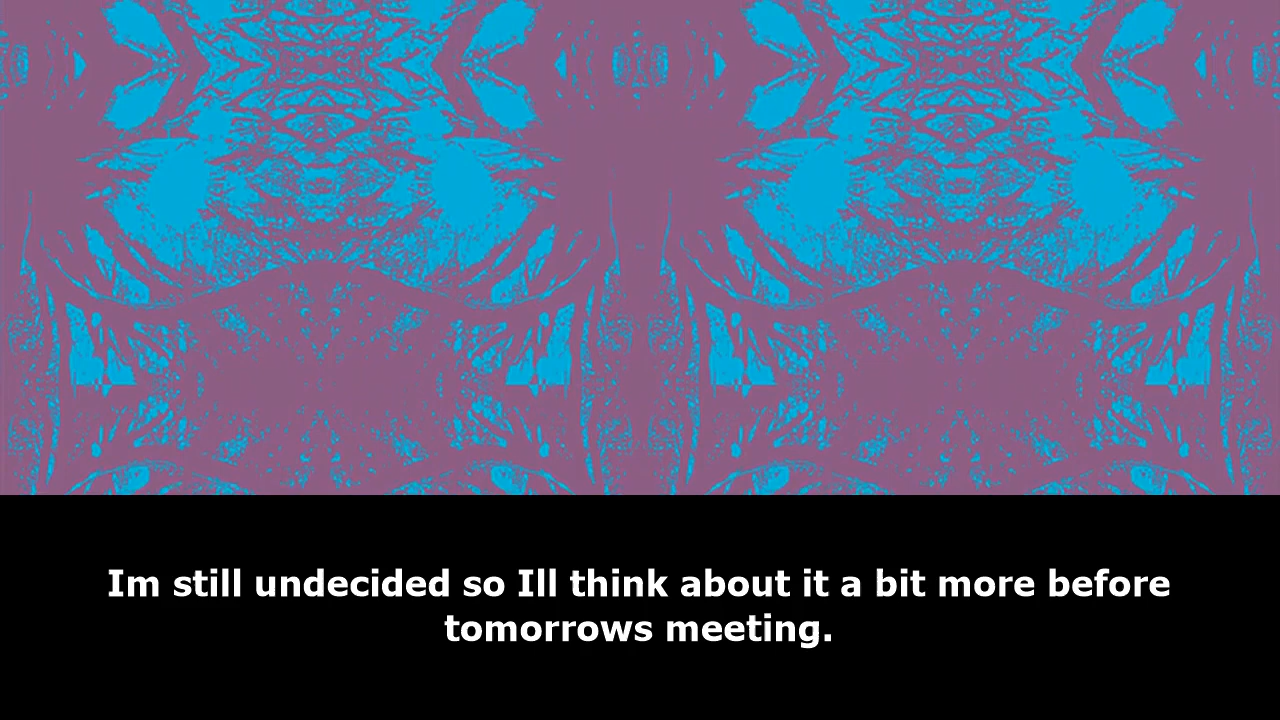 Im still undecided so Ill think about it a bit more before
tomorrows meeting.